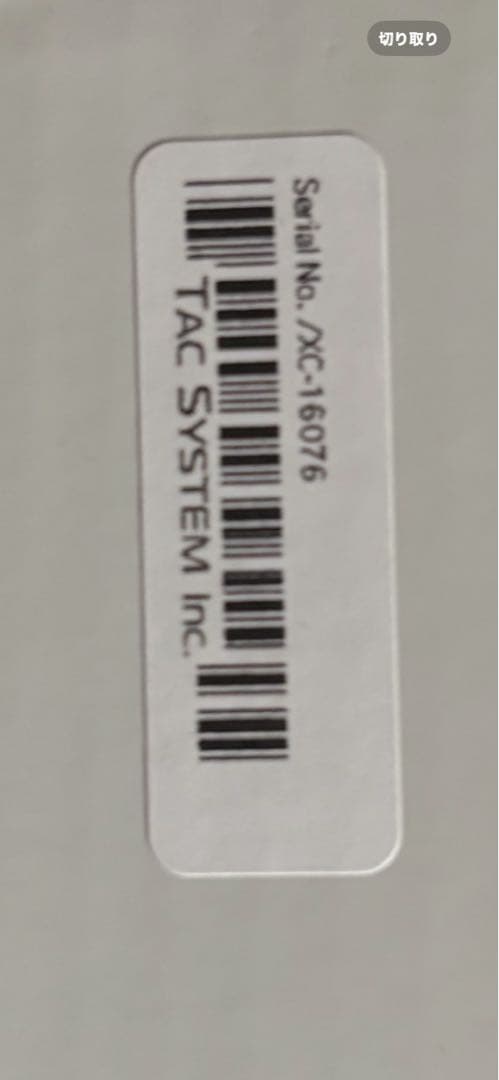 切り取り
Serial No. /XC-16076
TAC SYSTEM Inc.